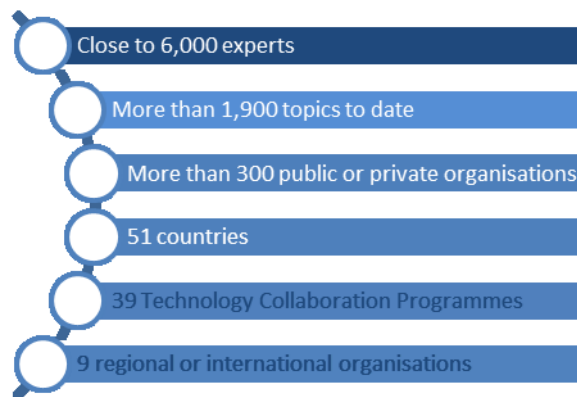 Close to 6,000 experts
More than 1,900 topics to date
More than 300 public or private organisations
51 countries
39 Technology Collaboration Programmes
9 regional or international organisations